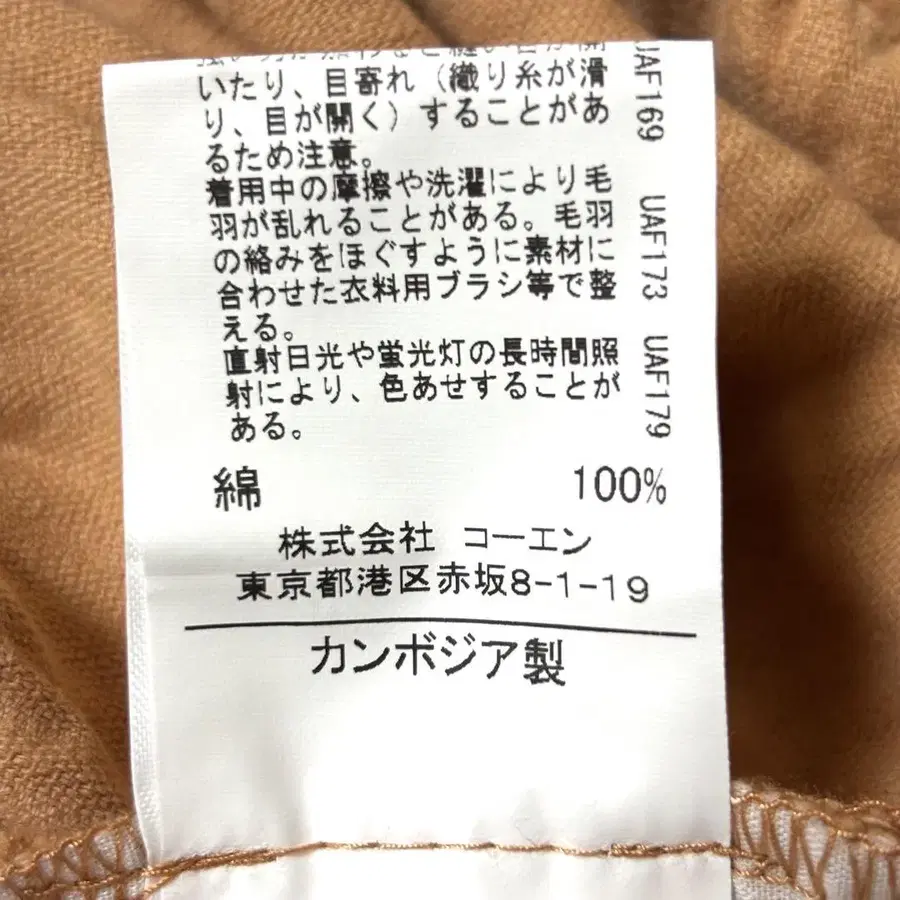 いたり、目寄れ（織り糸が滑
り、目が開く）することがあ
るため注意。
着用中の摩擦や洗濯により毛
羽が乱れることがある。毛羽
の絡みをほぐすように素材に
合わせた衣料用ブラシ等で整
える。
直射日光や蛍光灯の長時間照
射により、色あせすることが
ある。
綿 100%
株式会社 コーエン
東京都港区赤坂8-1-19
カンボジア製
UAF169 UAF173 UAF179